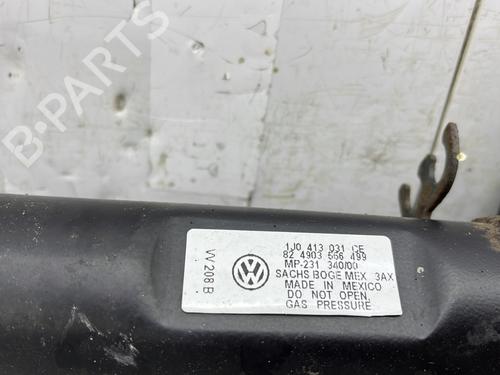 B-PARTS
1J0 413 031 CE
82 4903 566 499
MP-231 340/00
SACHS BOGE MEX 3AX
MADE IN MEXICO
DO NOT OPEN.
GAS PRESSURE
VV 208 B